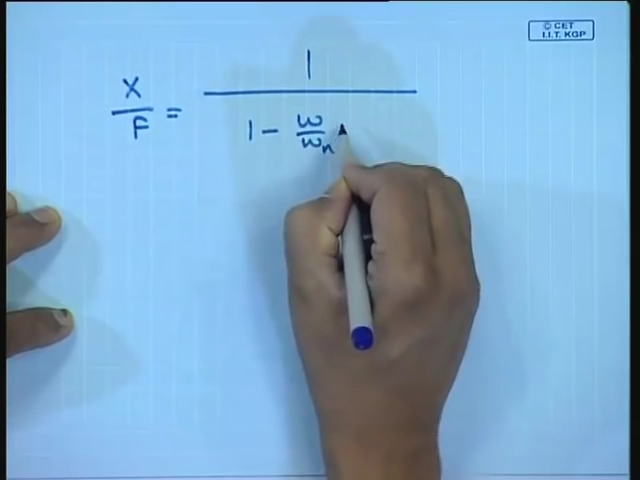 © CET
I.I.T. KGP
X/F = 1/(1 - ω/ωn